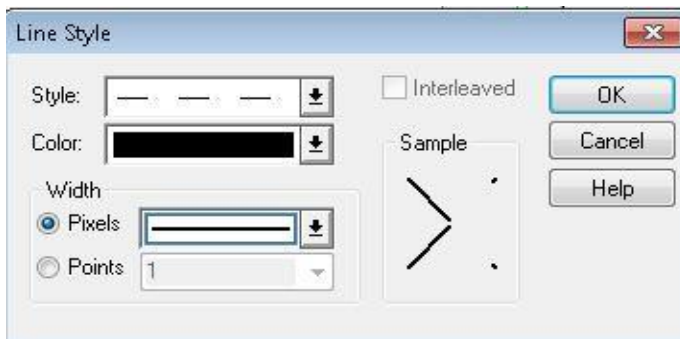 Line Style
Style:
Interleaved
OK
Color:
Sample
Cancel
Width
Help
Pixels
Points 1